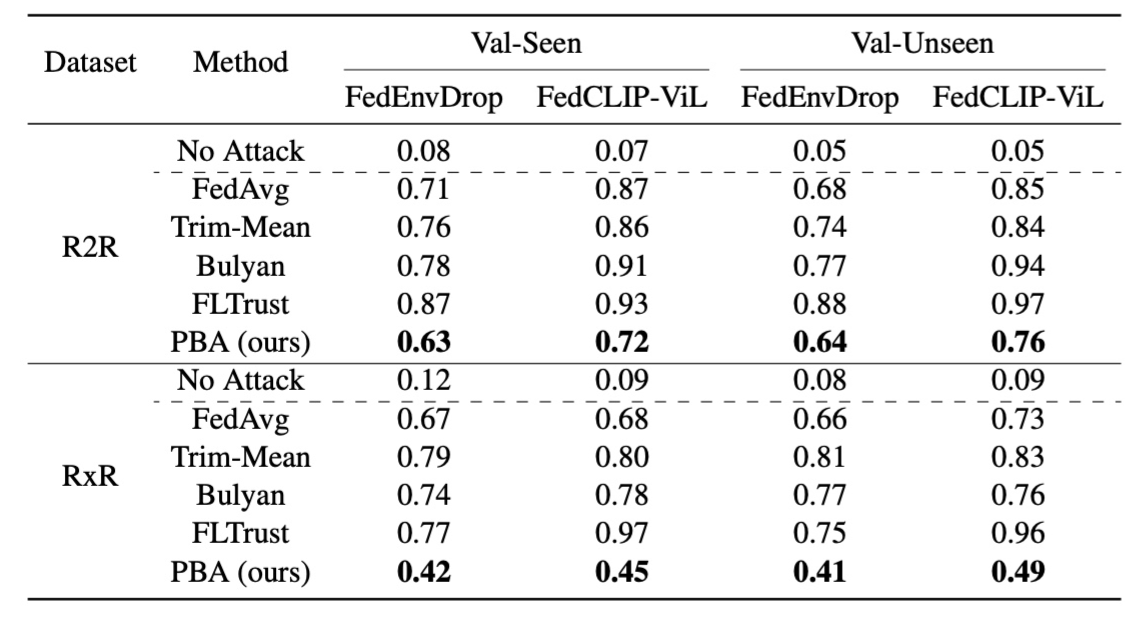 Dataset Method Val-Seen Val-Unseen
FedEnvDrop FedCLIP-ViL FedEnvDrop FedCLIP-ViL
R2R
No Attack 0.08 0.07 0.05 0.05
FedAvg 0.71 0.87 0.68 0.85
Trim-Mean 0.76 0.86 0.74 0.84
Bulyan 0.78 0.91 0.77 0.94
FLTrust 0.87 0.93 0.88 0.97
PBA (ours) 0.63 0.72 0.64 0.76
RxR
No Attack 0.12 0.09 0.08 0.09
FedAvg 0.67 0.68 0.66 0.73
Trim-Mean 0.79 0.80 0.81 0.83
Bulyan 0.74 0.78 0.77 0.76
FLTrust 0.77 0.97 0.75 0.96
PBA (ours) 0.42 0.45 0.41 0.49